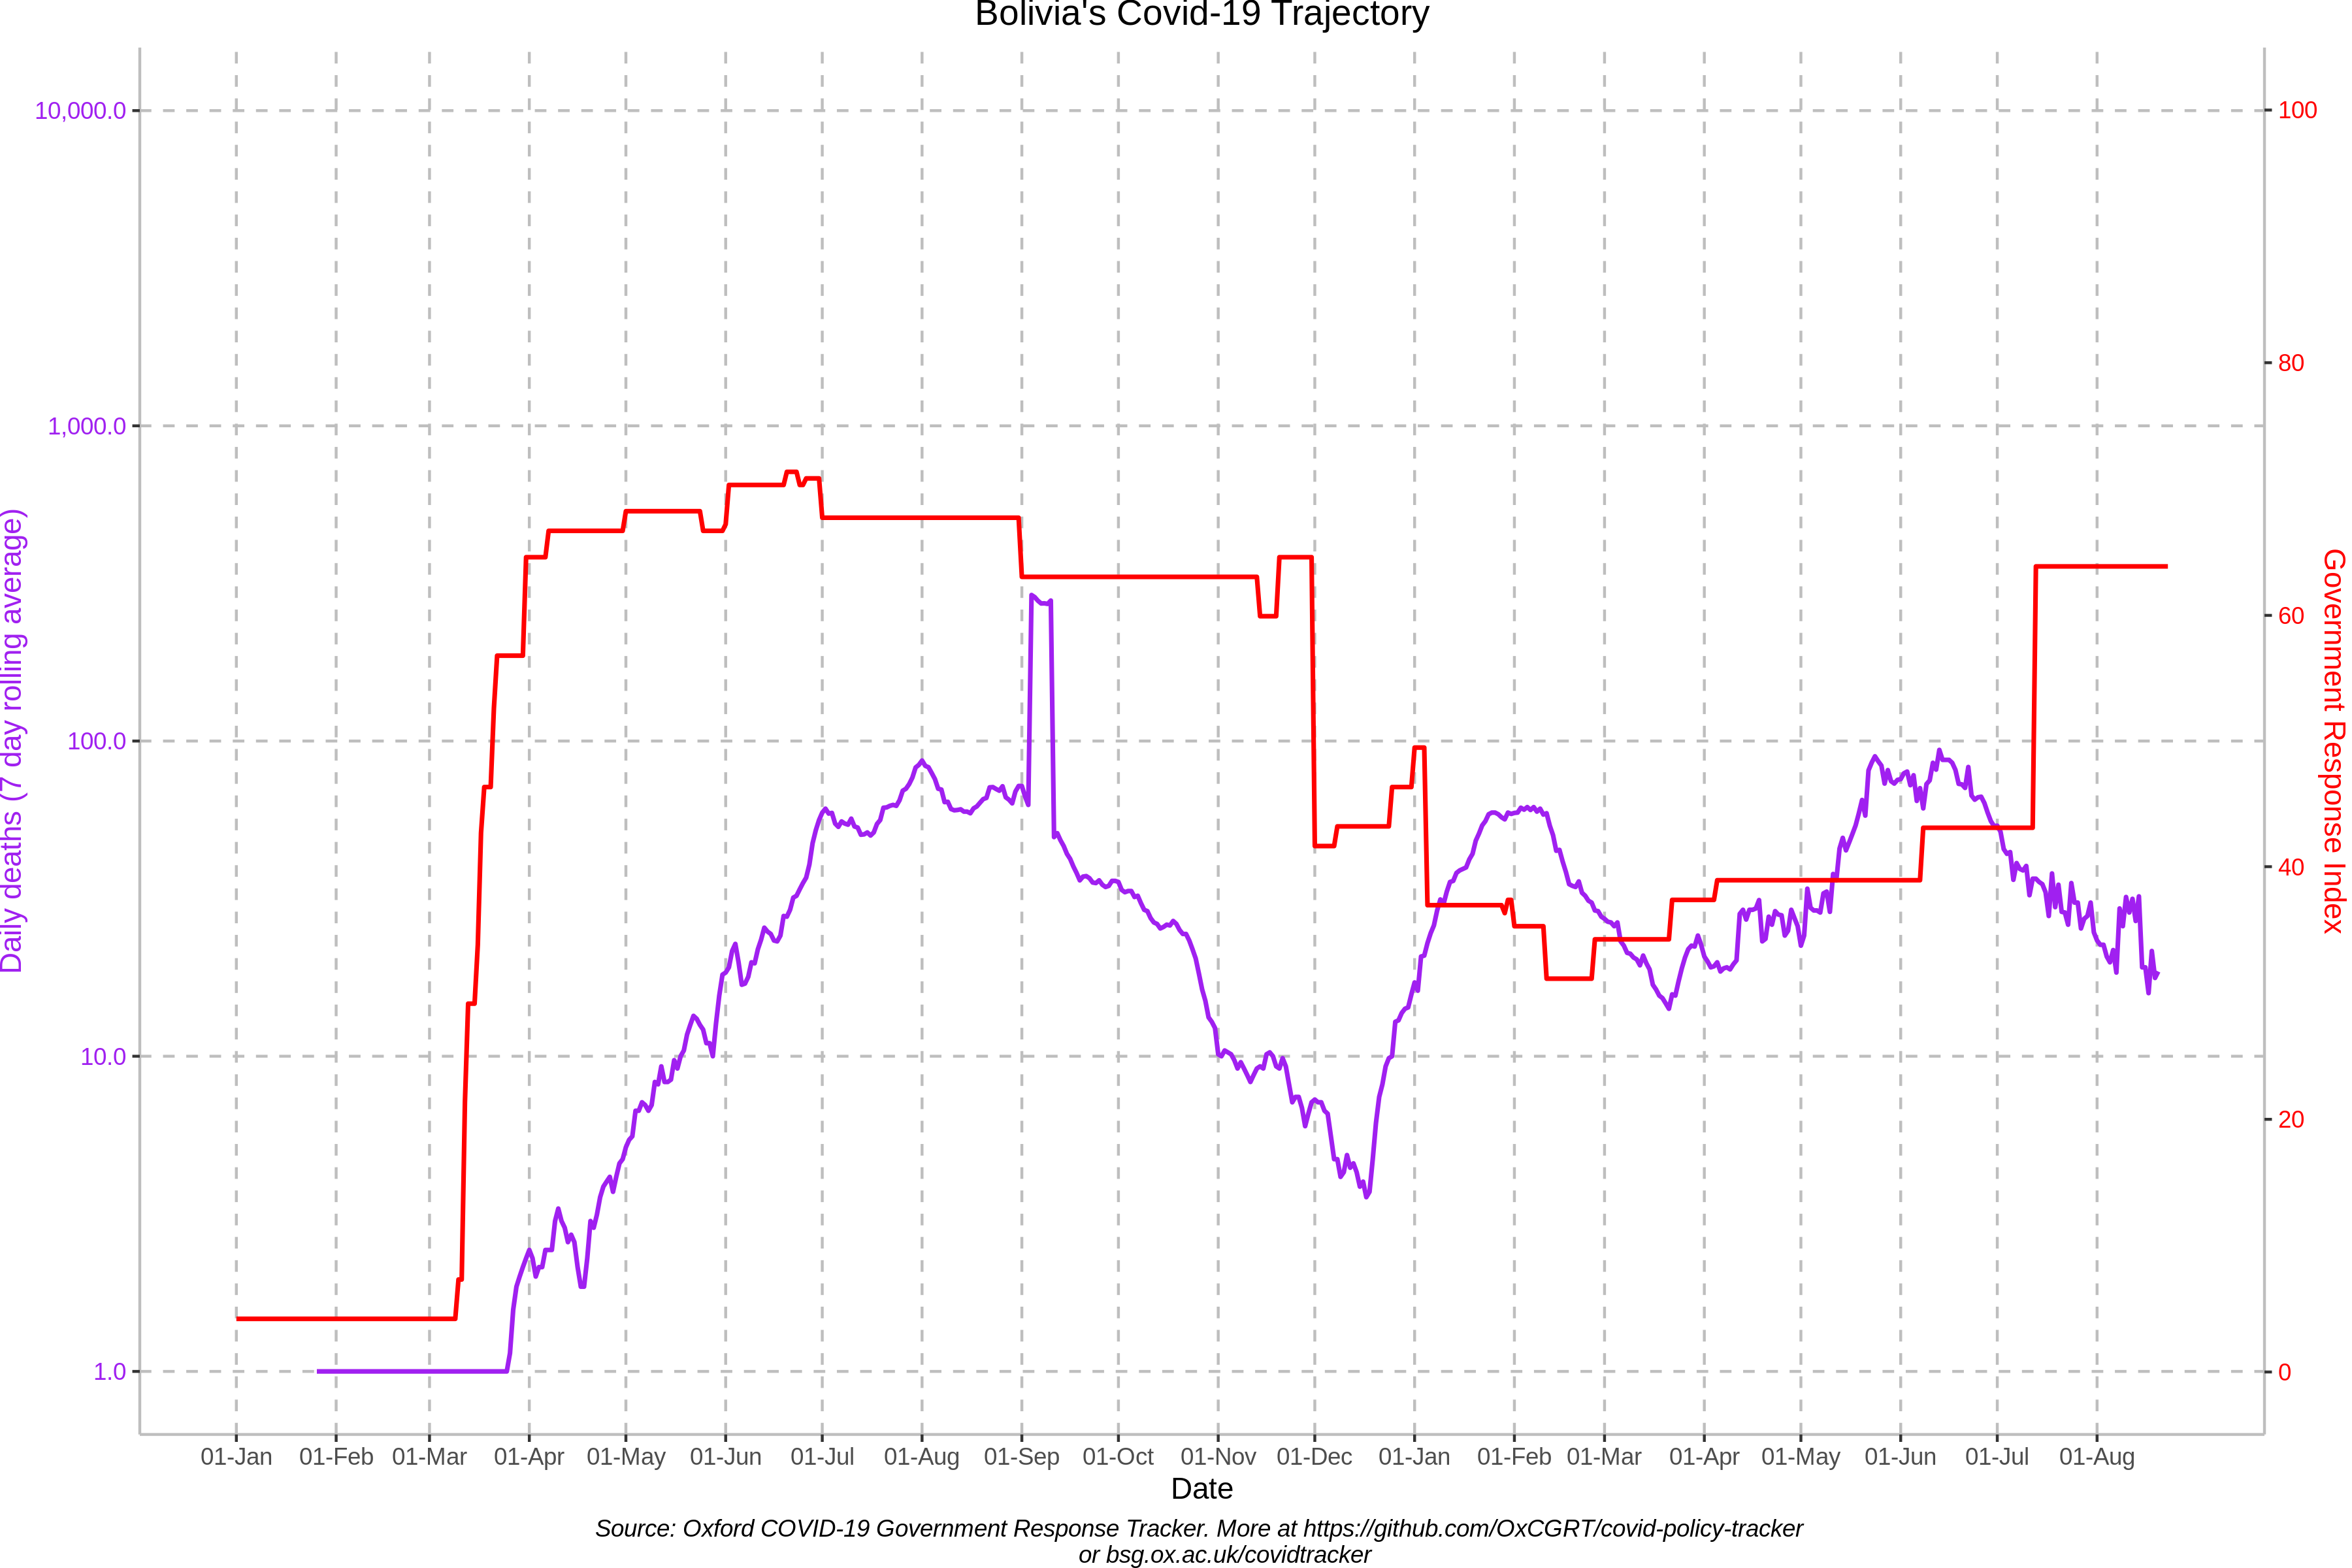 Bolivia's Covid-19 Trajectory
10,000.0
1,000.0
100.0
10.0
1.0
Daily deaths (7 day rolling average)
100
80
60
40
20
0
Government Response Index
01-Jan 01-Feb 01-Mar 01-Apr 01-May 01-Jun 01-Jul 01-Aug 01-Sep 01-Oct 01-Nov 01-Dec 01-Jan 01-Feb 01-Mar 01-Apr 01-May 01-Jun 01-Jul 01-Aug
Date
Source: Oxford COVID-19 Government Response Tracker. More at https://github.com/OxCGRT/covid-policy-tracker
or bsg.ox.ac.uk/covidtracker